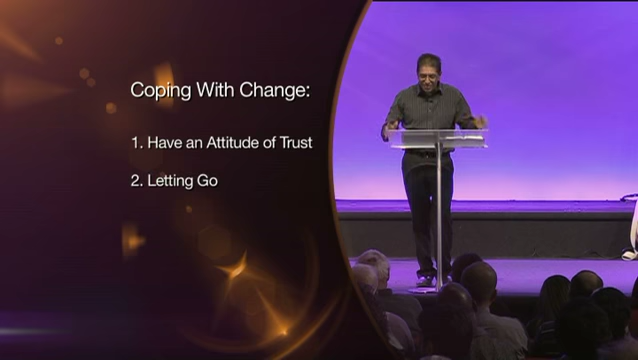 Coping With Change:
1. Have an Attitude of Trust
2. Letting Go